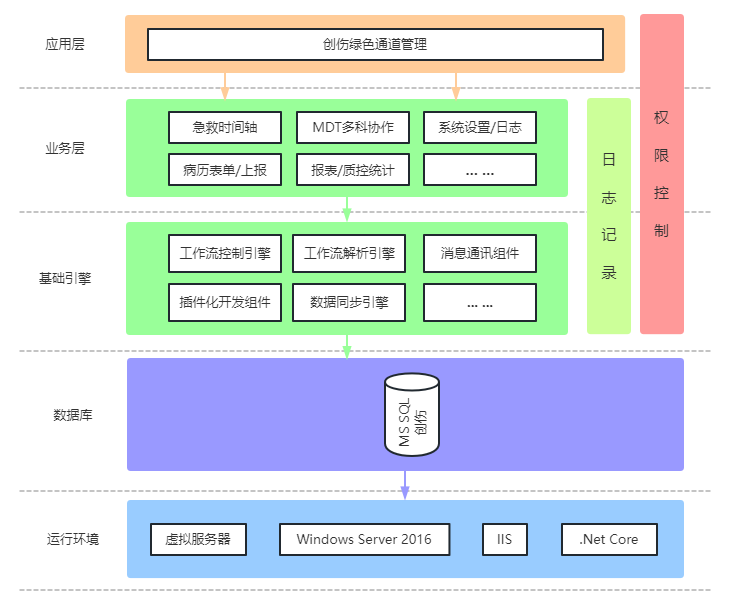 应用层
创伤绿色通道管理
权限控制
业务层
急救时间轴
MDT多科协作
系统设置/日志
病历表单/上报
报表/质控统计
... ...
日志记录
基础引擎
工作流控制引擎
工作流解析引擎
消息通讯组件
插件化开发组件
数据同步引擎
... ...
数据库
MS SQL
创伤
运行环境
虚拟服务器
Windows Server 2016
IIS
.Net Core